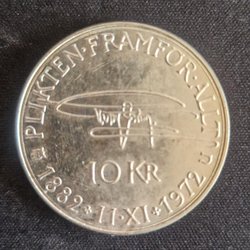 PLIKTEN·FRAMFÖR·ALLT
10 KR
1882·11·XI·1972